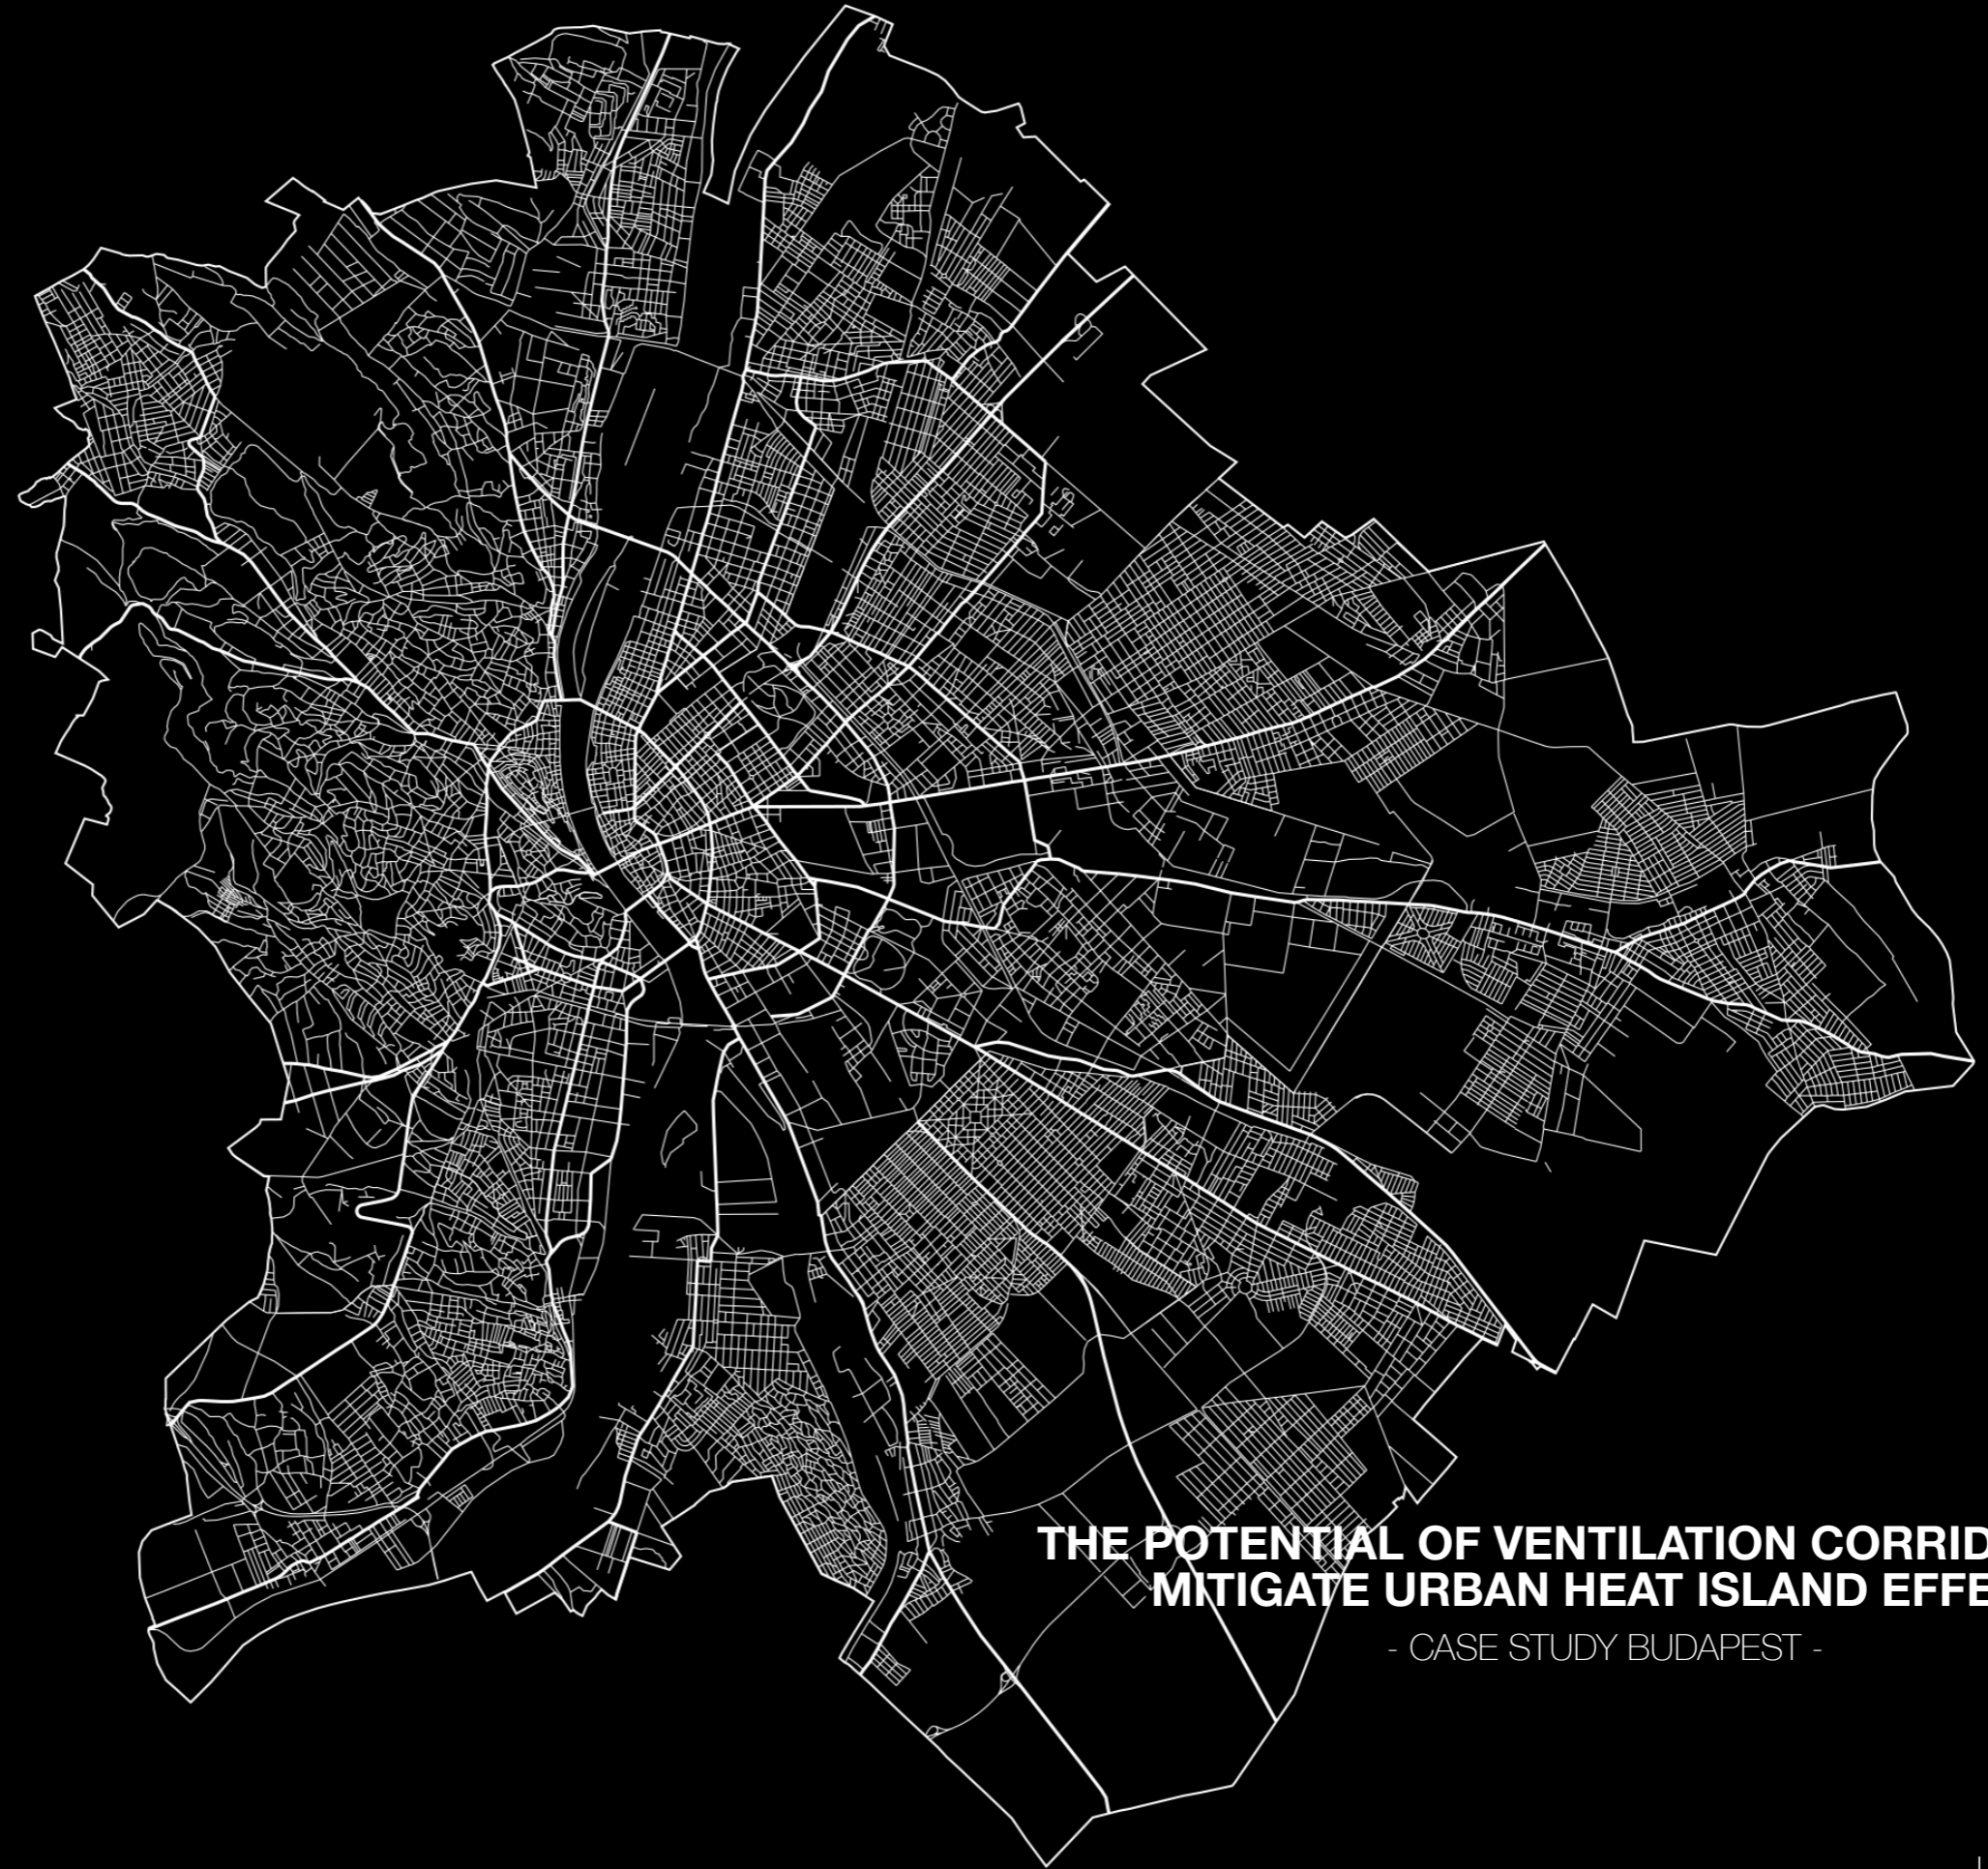 THE POTENTIAL OF VENTILATION CORRID
MITIGATE URBAN HEAT ISLAND EFFE
- CASE STUDY BUDAPEST -